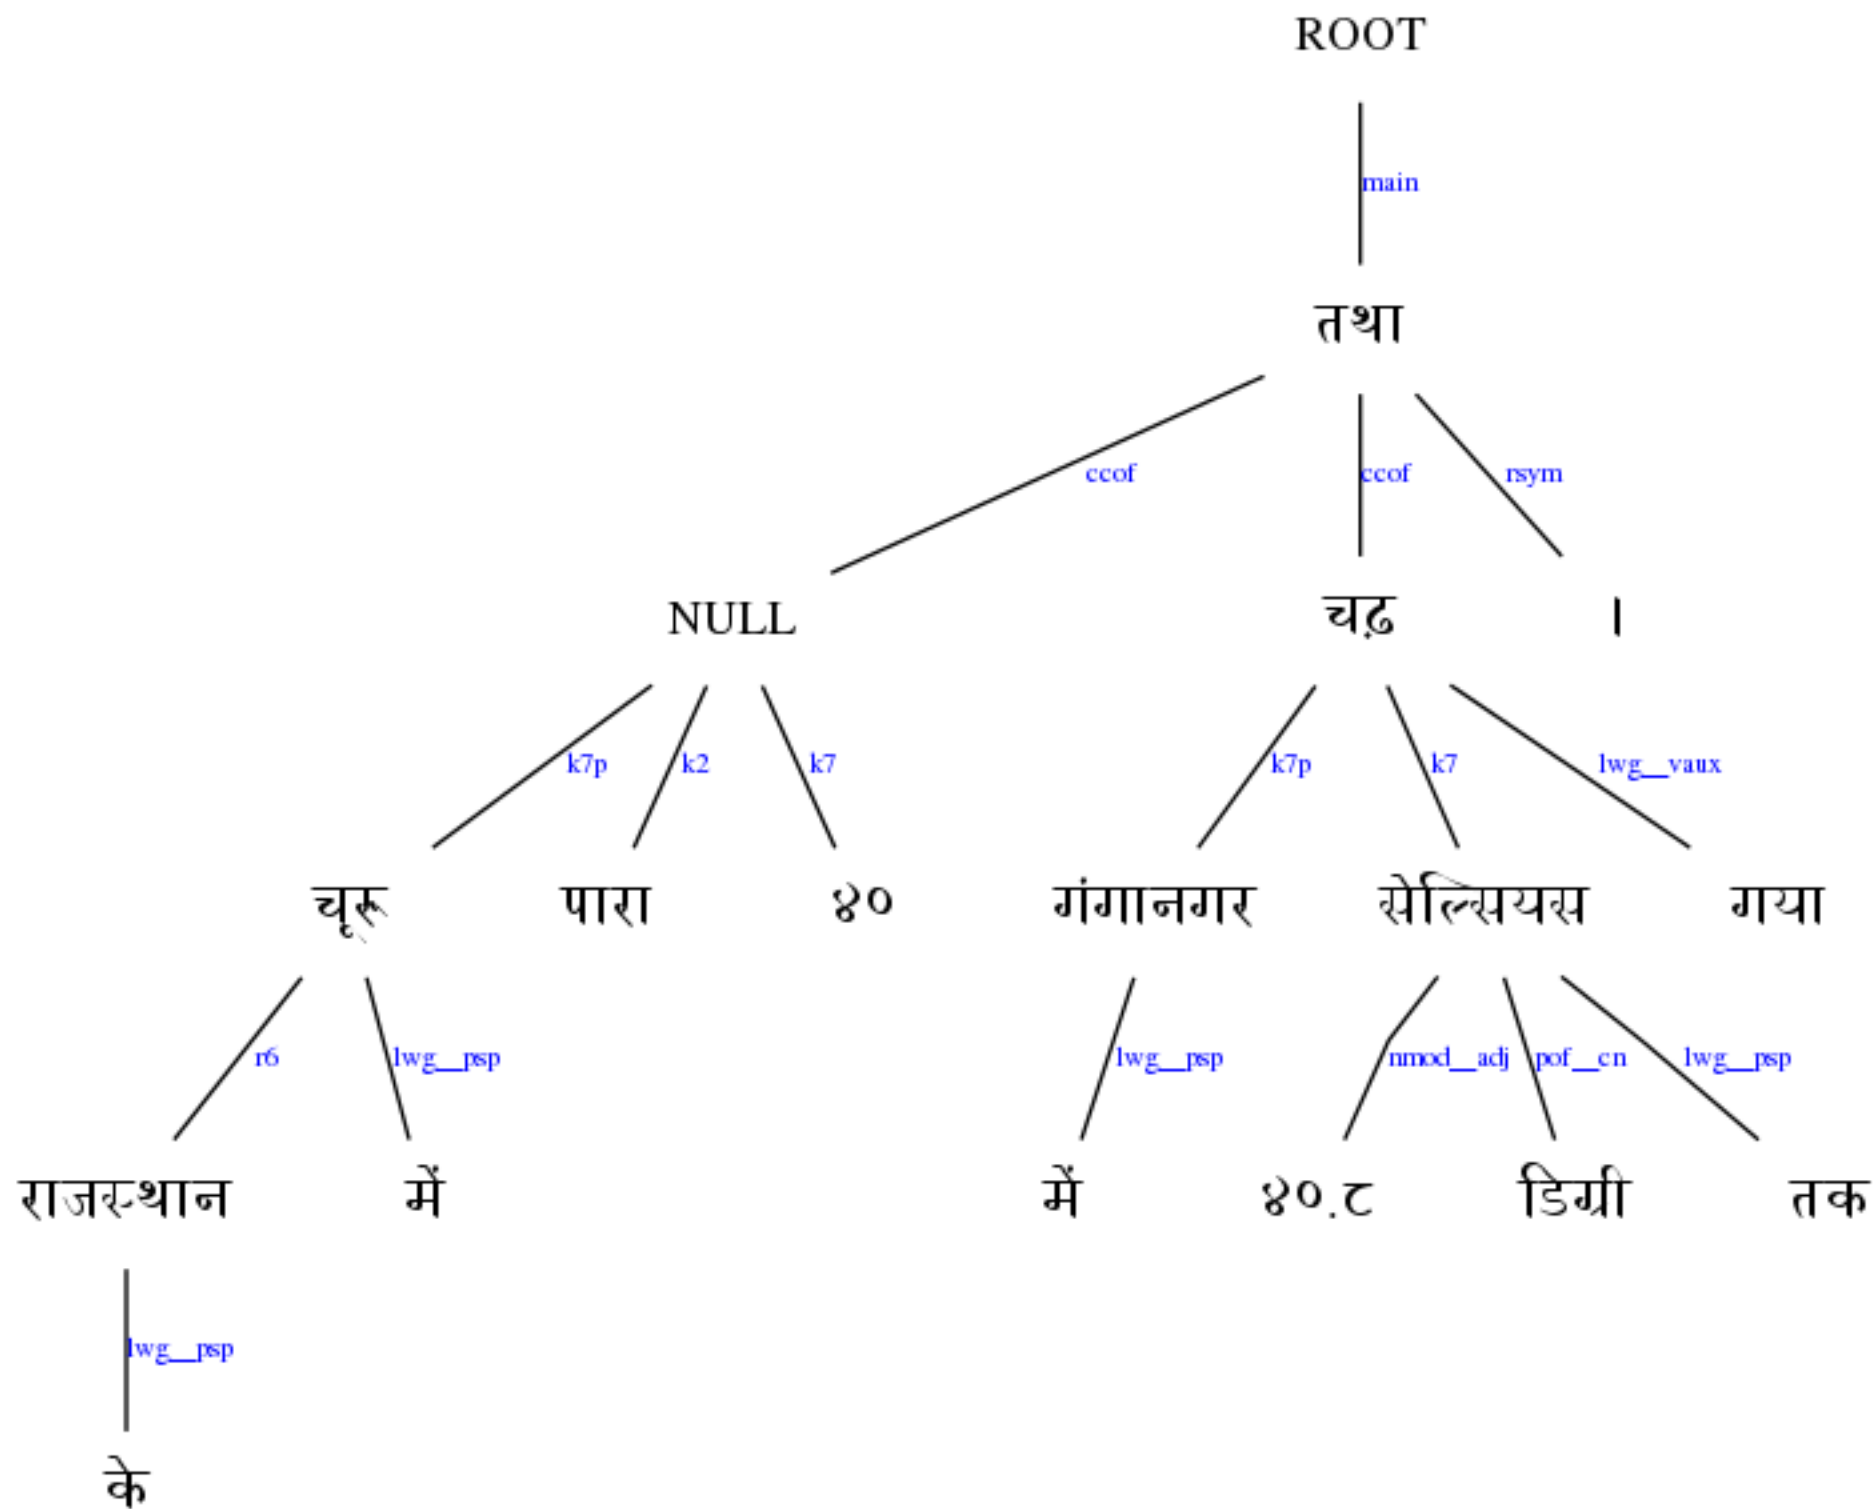 ROOT
main
तथा
ccof ccof rsym
NULL चढ़ ।
k7p k2 k7 k7p k7 lwg__vaux
चूरू पारा ४० गंगानगर सेल्सियस गया
r6 lwg__psp lwg__psp nmod__adj pof__cn lwg__psp
राजस्थान में में ४०.८ डिग्री तक
lwg__psp
के